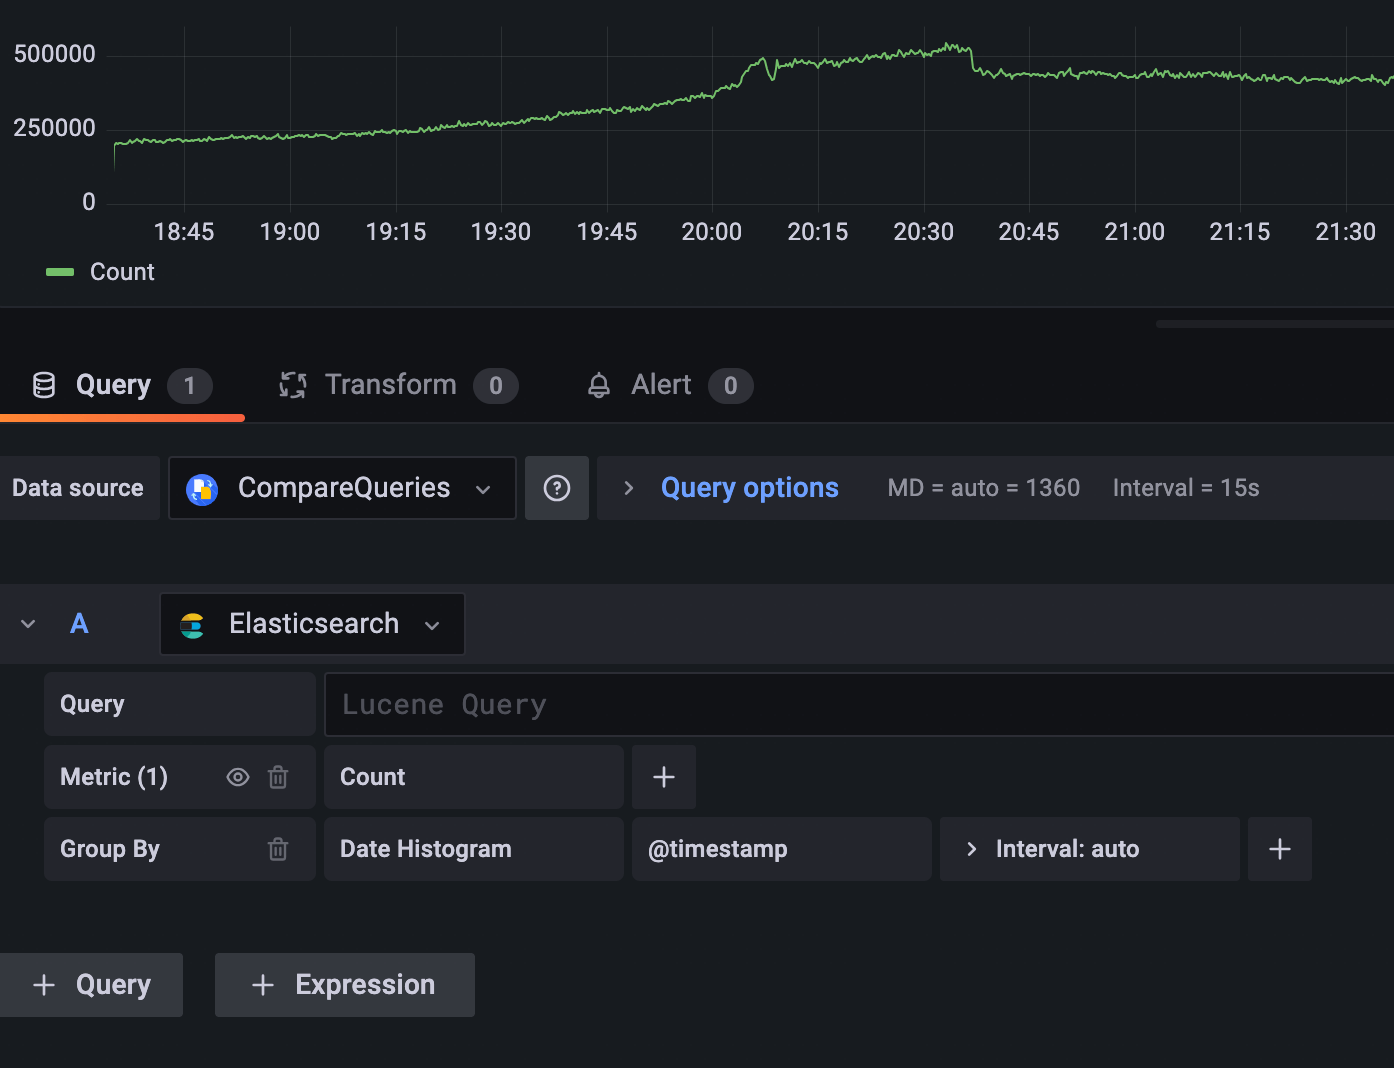 500000
250000
0
18:45 19:00 19:15 19:30 19:45 20:00 20:15 20:30 20:45 21:00 21:15 21:30
Count
Query 1 Transform 0 Alert 0
Data source CompareQueries Query options MD = auto = 1360 Interval = 15s
A Elasticsearch
Query Lucene Query
Metric (1) Count
Group By Date Histogram @timestamp Interval: auto
+ Query + Expression